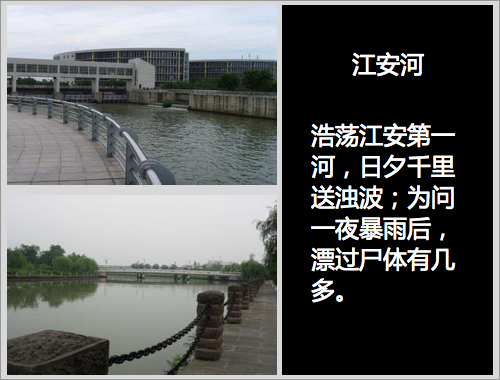 江安河
浩荡江安第一
河，日夕千里
送浊波；为问
一夜暴雨后，
漂过尸体有几
多。